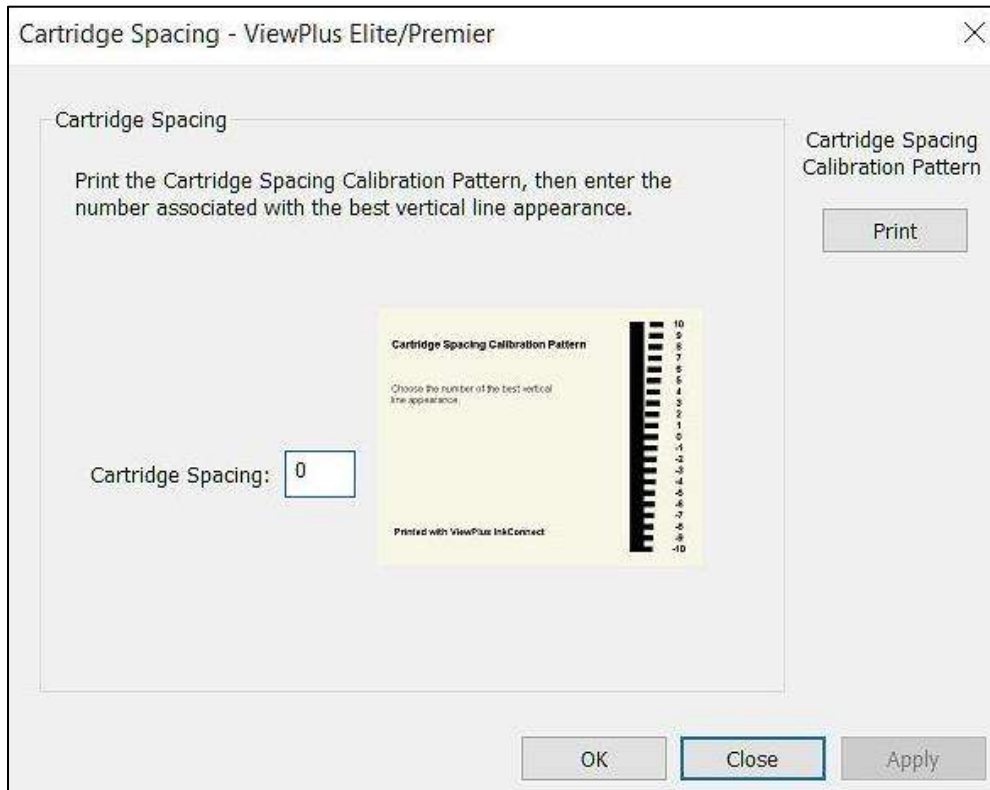 Cartridge Spacing - ViewPlus Elite/Premier
Cartridge Spacing
Print the Cartridge Spacing Calibration Pattern, then enter the
number associated with the best vertical line appearance.
Cartridge Spacing
Calibration Pattern
Print
Cartridge Spacing Calibration Pattern
Choose the number of the best vertical
line appearance.
10
9
8
7
6
5
4
3
2
1
0
-1
-2
-3
-4
-5
-6
-7
-8
-9
-10
Printed with ViewPlus InkConnect
Cartridge Spacing: 0
OK
Close
Apply